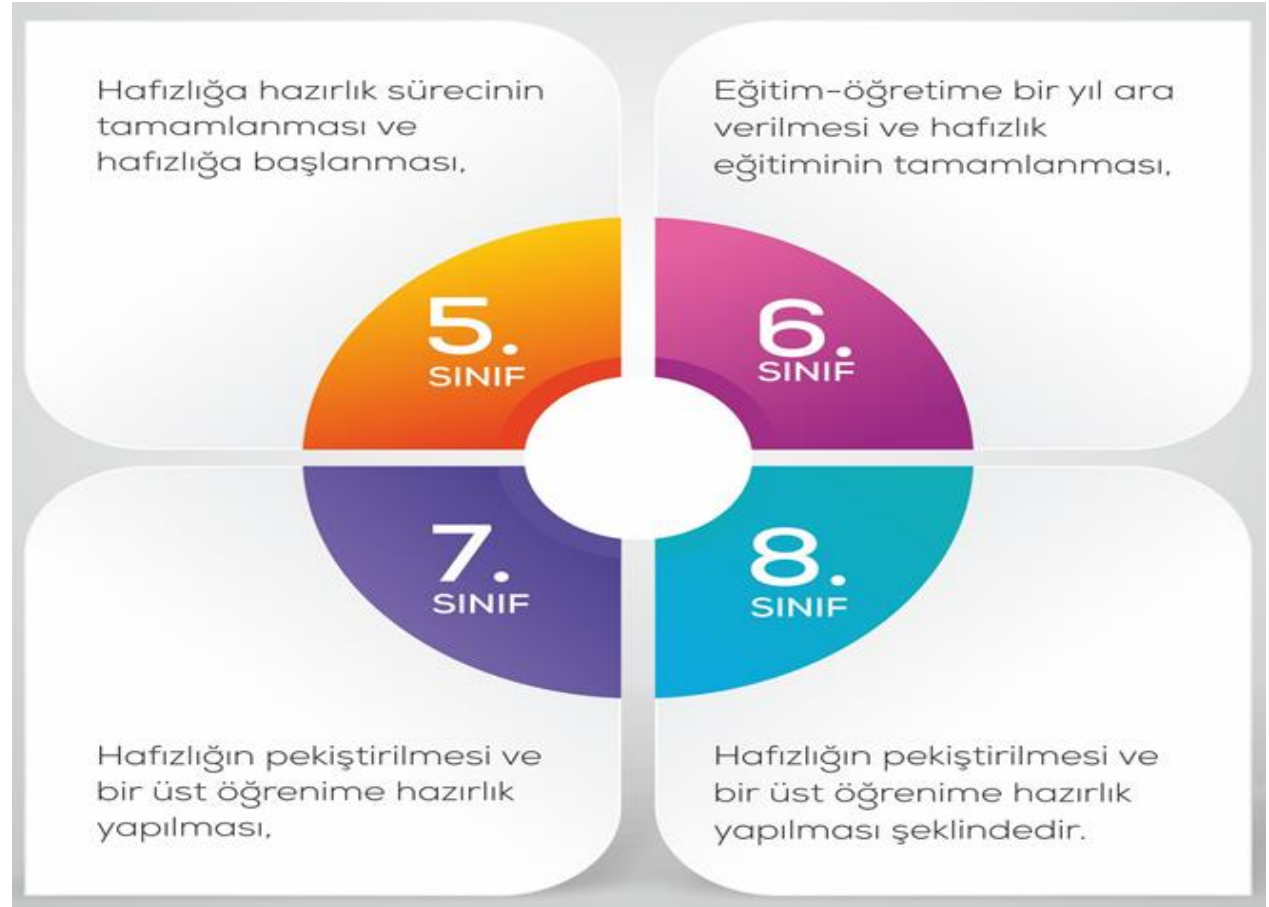 Hafızlığa hazırlık sürecinin
tamamlanması ve
hafızlığa başlanması,
5.
SINIF
Eğitim-öğretime bir yıl ara
verilmesi ve hafızlık
eğitiminin tamamlanması,
6.
SINIF
7.
SINIF
Hafızlığın pekiştirilmesi ve
bir üst öğrenime hazırlık
yapılması,
8.
SINIF
Hafızlığın pekiştirilmesi ve
bir üst öğrenime hazırlık
yapılması şeklindedir.